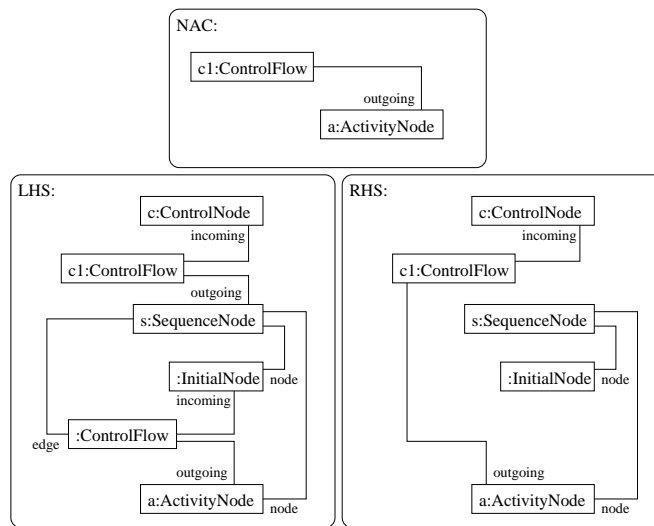 NAC:
c1:ControlFlow
outgoing
a:ActivityNode
LHS:
c:ControlNode
incoming
c1:ControlFlow
outgoing
s:SequenceNode
:InitialNode
node
incoming
edge
:ControlFlow
outgoing
a:ActivityNode
node
RHS:
c:ControlNode
incoming
c1:ControlFlow
s:SequenceNode
:InitialNode
node
outgoing
a:ActivityNode
node